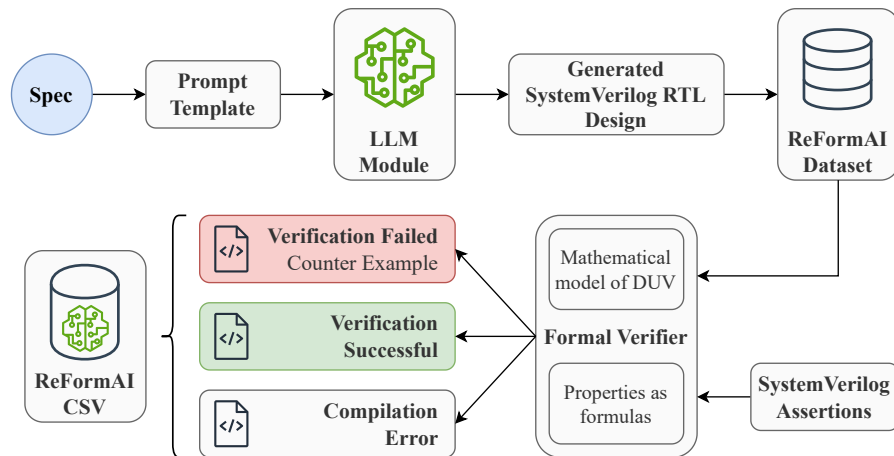 Spec
Prompt
Template
LLM
Module
Generated
SystemVerilog RTL
Design
ReFormAI
Dataset
ReFormAI
CSV
</>
Verification Failed
Counter Example
</>
Verification
Successful
</>
Compilation
Error
Mathematical
model of DUV
Formal Verifier
Properties as
formulas
SystemVerilog
Assertions